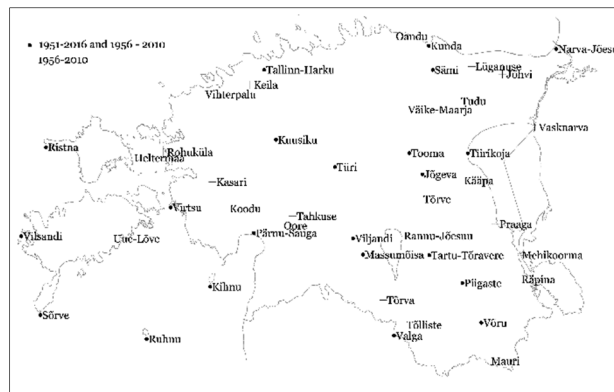 • 1951-2016 and 1956 - 2010
1956-2010
Oandu
Kunda
Narva-Jõesuu
Tallinn-Harku
Sämi
Lüganuse
Jõhvi
Keila
Vihterpalu
Tudu
Väike-Maarja
Vasknarva
Kuusiku
Ristna
Rohuküla
Heltermaa
Tooma
Tiirikoja
Türi
Jõgeva
Kasari
Kääpa
Tõrve
Virtsu
Koodu
Tahkuse
Oore
Praaga
Vilsandi
Uue-Lõve
Pärnu-Sauga
Viljandi
Rannu-Jõesuu
Massumõisa
Tartu-Tõravere
Mehikoorma
Räpina
Kihnu
Piigaste
Tõrva
Sõrve
Tõlliste
Võru
Ruhnu
Valga
Mauri